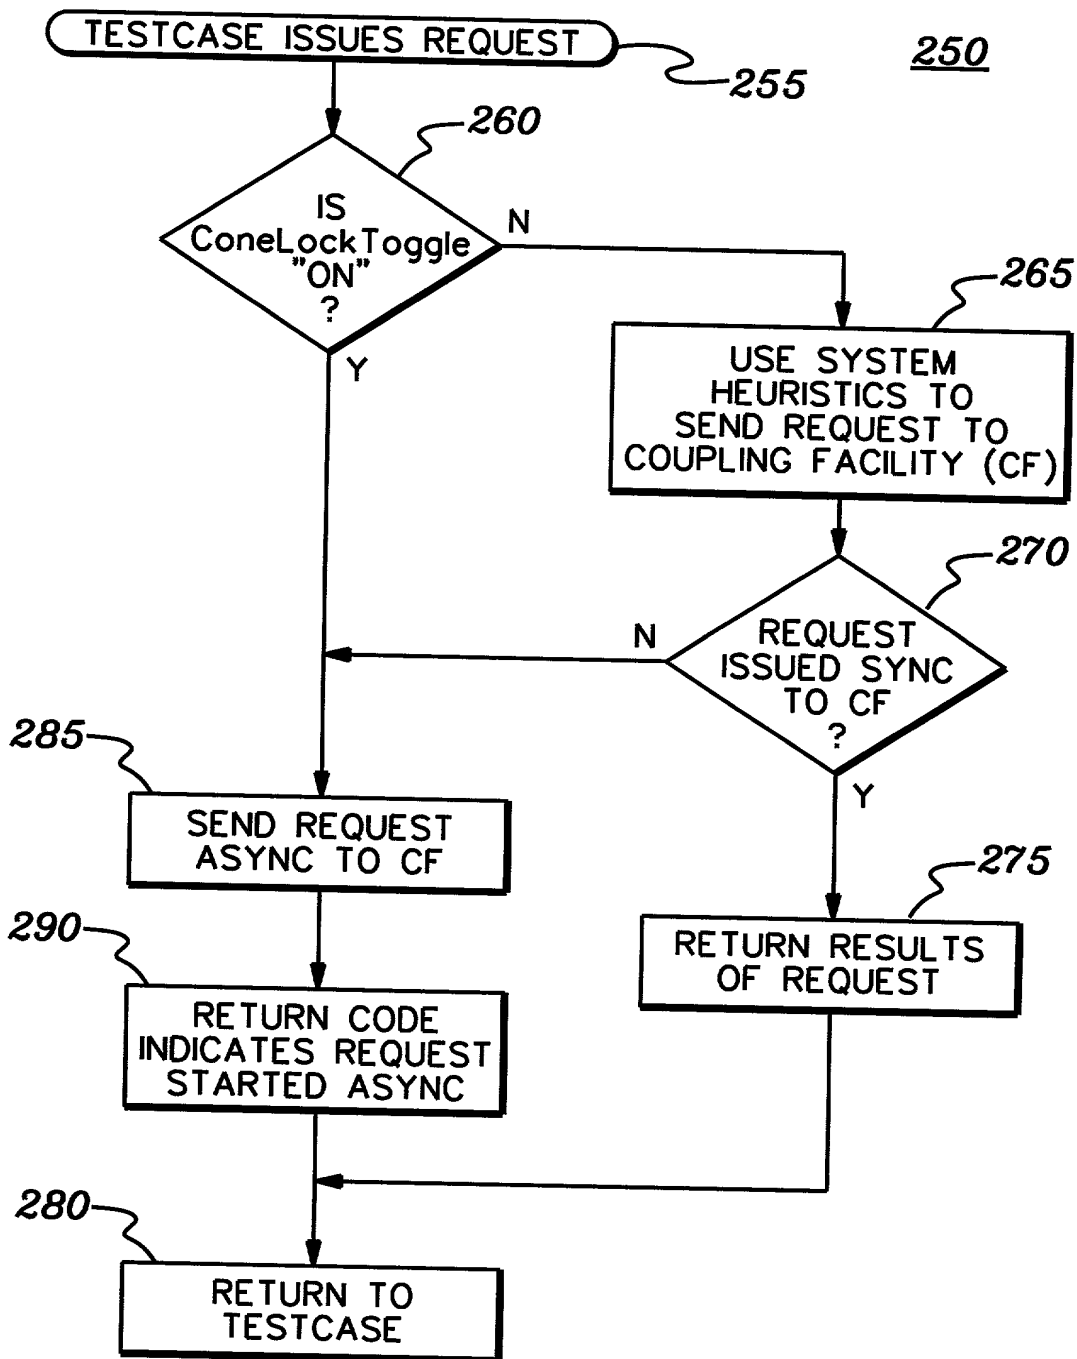 TESTCASE ISSUES REQUEST
255
250
260
IS
ConeLockToggle
"ON"
?
N
Y
265
USE SYSTEM
HEURISTICS TO
SEND REQUEST TO
COUPLING FACILITY (CF)
270
REQUEST
ISSUED SYNC
TO CF
?
N
Y
285
SEND REQUEST
ASYNC TO CF
275
RETURN RESULTS
OF REQUEST
290
RETURN CODE
INDICATES REQUEST
STARTED ASYNC
280
RETURN TO
TESTCASE